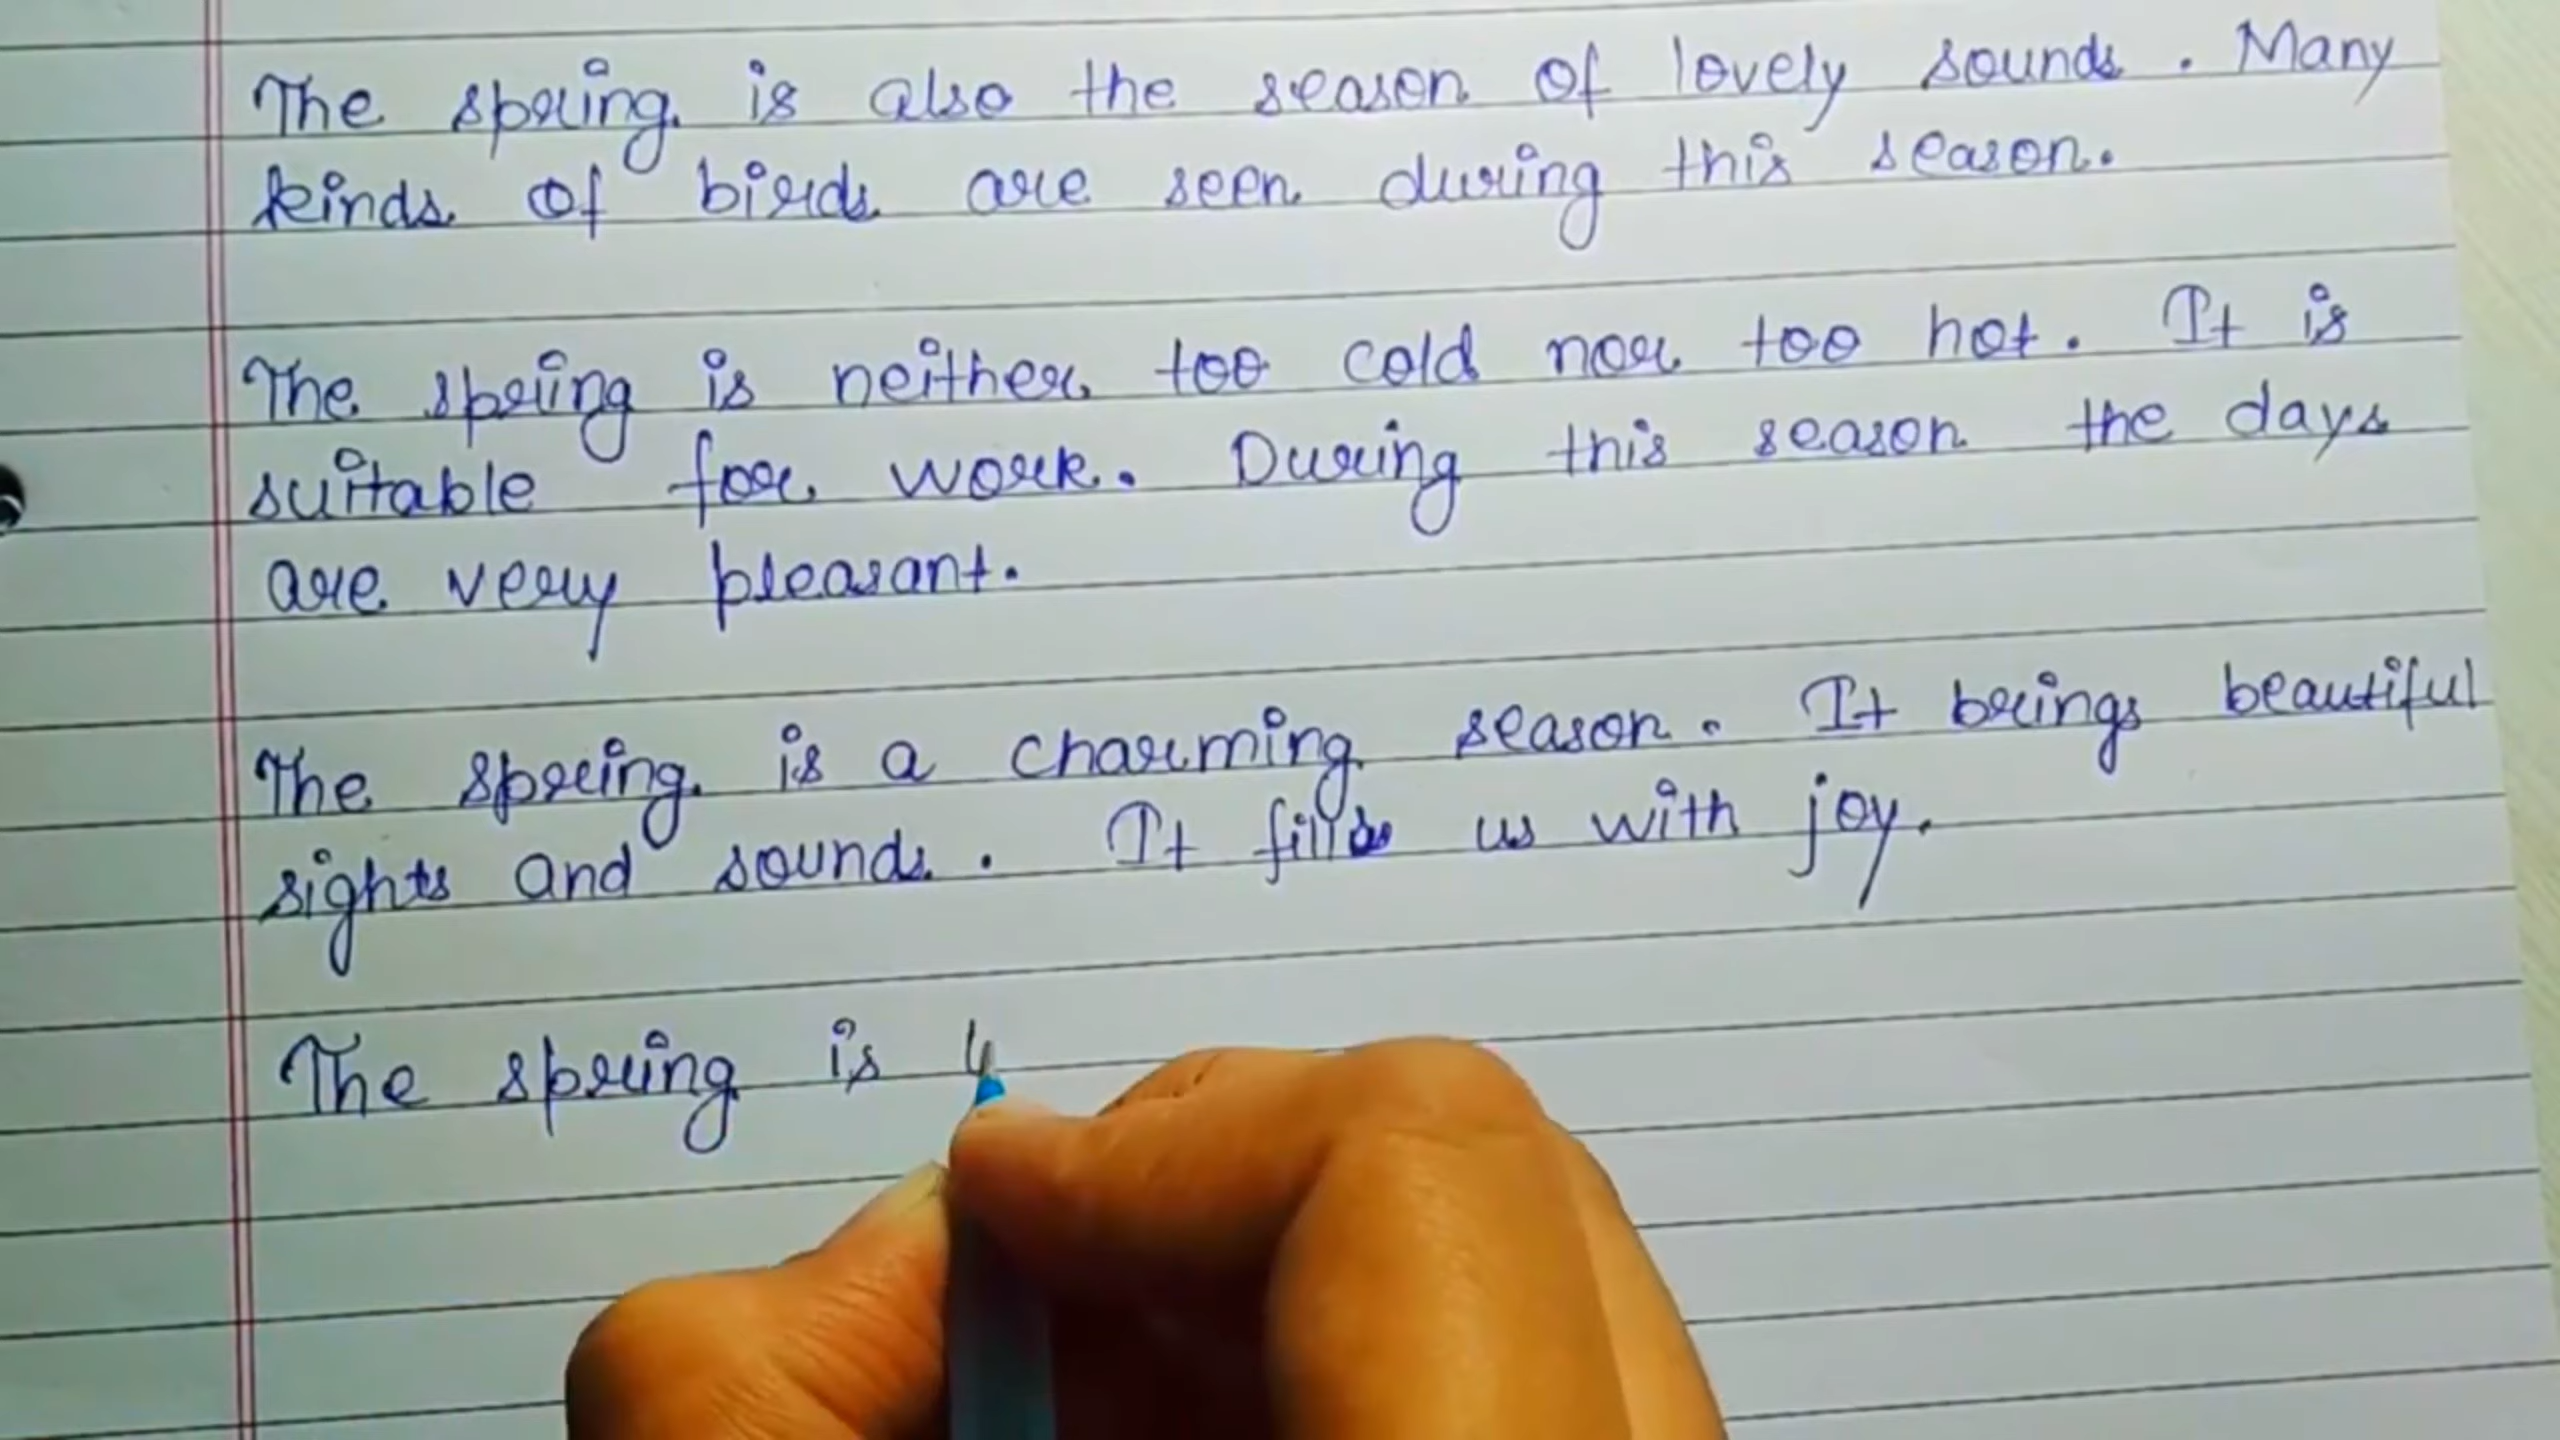 The spring is also the season of lovely sounds. Many
kinds of birds are seen during this season.
The spring is neither too cold nor too hot. It is
suitable for work. During this season the days
are very pleasant.
The spring is a charming season. It brings beautiful
sights and sounds. It fills us with joy.
The spring is